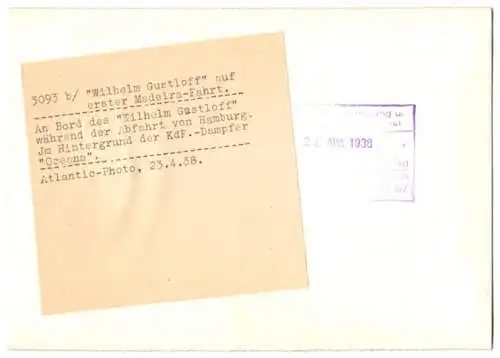 3093 b/ "Wilhelm Gustloff" auf
erster Madeira-Fahrt.
An Bord des "Wilhelm Gustloff"
während der Abfahrt von Hamburg.
Jm Hintergrund der KdF.-Dampfer
"Oceana".
Atlantic-Photo, 23.4.38.
1938